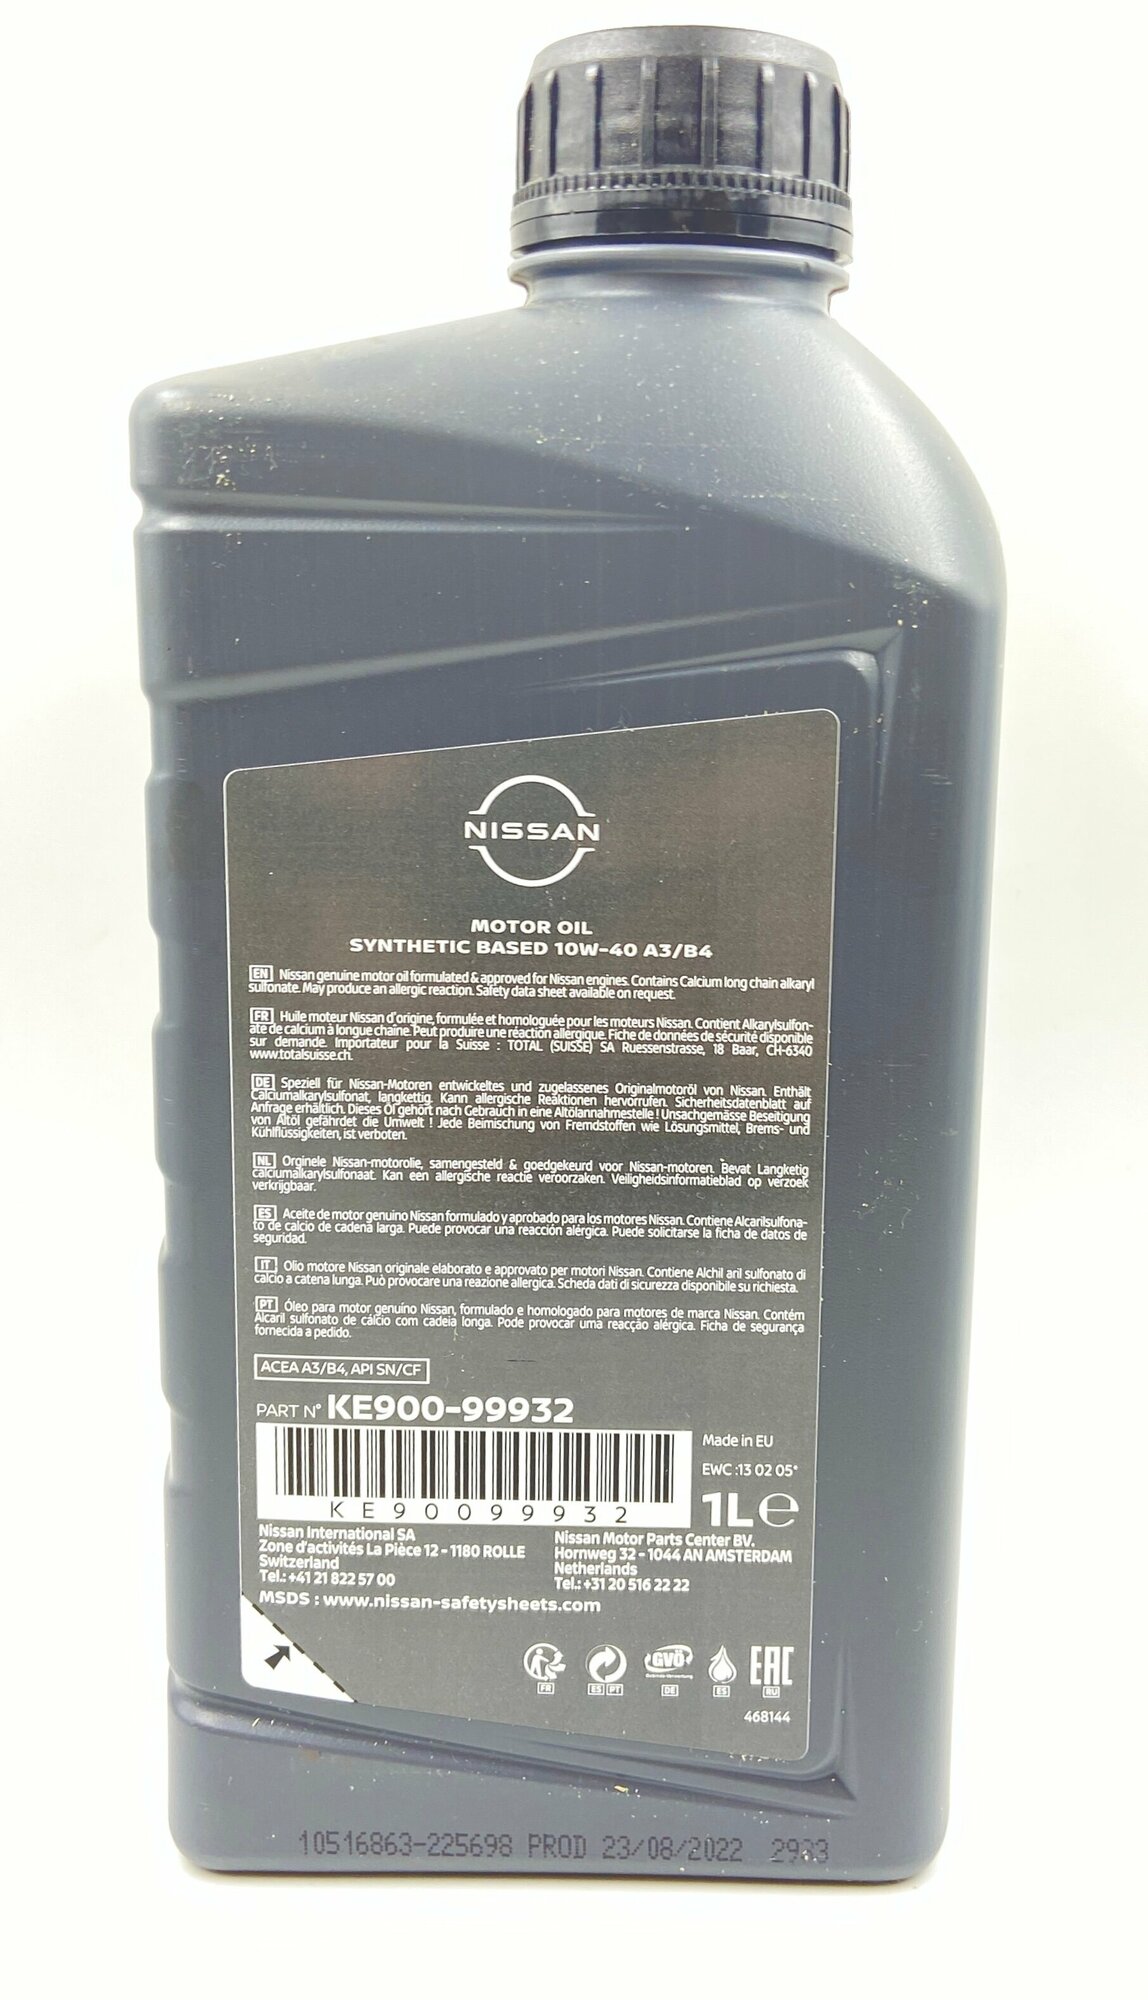 NISSAN
MOTOR OIL
SYNTHETIC BASED 10W-40 A3/B4
EN Nissan genuine motor oil formulated & approved for Nissan engines. Contains Calcium long chain alkaryl
sulfonate. May produce an allergic reaction. Safety data sheet available on request.
FR Huile moteur Nissan d'origine, formulée et homologuée pour les moteurs Nissan. Contient Alkarylsulfon-
ate de calcium à longue chaîne. Peut produire une réaction allergique. Fiche de données de sécurité disponible
sur demande. Importateur pour la Suisse : TOTAL (SUISSE) SA Ruessenstrasse, 18 Baar, CH-6340
www.totalsuisse.ch.
DE Speziell für Nissan-Motoren entwickeltes und zugelassenes Originalmotoröl von Nissan. Enthält
Calciumalkarylsulfonat, langkettig. Kann allergische Reaktionen hervorrufen. Sicherheitsdatenblatt auf
Anfrage erhältlich. Dieses Öl gehört nach Gebrauch in eine Altölannahmestelle ! Unsachgemässe Beseitigung
von Altöl gefährdet die Umwelt ! Jede Beimischung von Fremdstoffen wie Lösungsmittel, Brems- und
Kühlflüssigkeiten, ist verboten.
NL Orginele Nissan-motorolie, samengesteld & goedgekeurd voor Nissan-motoren. Bevat Langketig
calciumalkarylsulfonaat. Kan een allergische reactie veroorzaken. Veiligheidsinformatieblad op verzoek
verkrijgbaar.
ES Aceite de motor genuino Nissan formulado y aprobado para los motores Nissan. Contiene Alcarilsulfona-
to de calcio de cadena larga. Puede provocar una reacción alérgica. Puede solicitarse la ficha de datos de
seguridad.
IT Olio motore Nissan originale elaborato e approvato per motori Nissan. Contiene Alchil aril sulfonato di
calcio a catena lunga. Può provocare una reazione allergica. Scheda dati di sicurezza disponibile su richiesta.
PT Óleo para motor genuíno Nissan, formulado e homologado para motores de marca Nissan. Contém
Alcaril sulfonato de cálcio com cadeia longa. Pode provocar uma reacção alérgica. Ficha de segurança
fornecida a pedido.
ACEA A3/B4, API SN/CF
PART N° KE900-99932
Made in EU
EWC :13 02 05*
1L e
KE90099932
Nissan International SA
Zone d'activités La Pièce 12 - 1180 ROLLE
Switzerland
Tel.: +41 21 822 57 00
Nissan Motor Parts Center BV.
Hornweg 32 - 1044 AN AMSTERDAM
Netherlands
Tel.: +31 20 516 22 22
MSDS : www.nissan-safetysheets.com
GVÖ
EAC
FR
ES PT
DE
ES
RU
468144
10516863-225698 PROD 23/08/2022